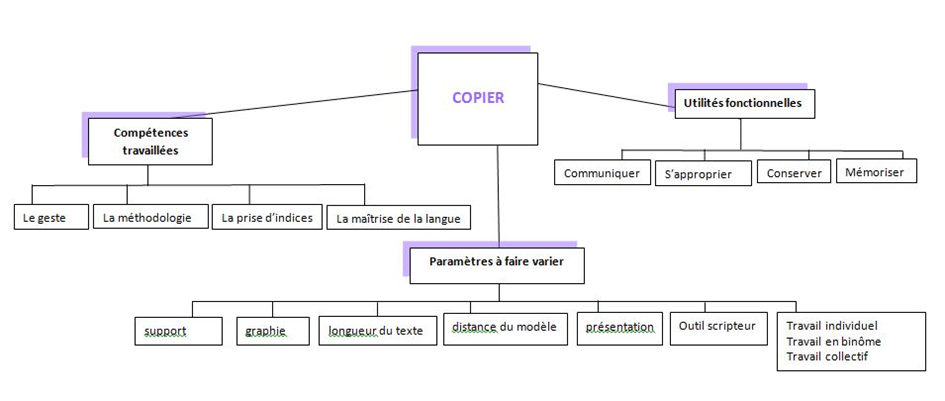 COPIER
Utilités fonctionnelles
Compétences
travaillées
Communiquer
S'approprier
Conserver
Mémoriser
Le geste
La méthodologie
La prise d'indices
La maîtrise de la langue
Paramètres à faire varier
support
graphie
longueur du texte
distance du modèle
présentation
Outil scripteur
Travail individuel
Travail en binôme
Travail collectif